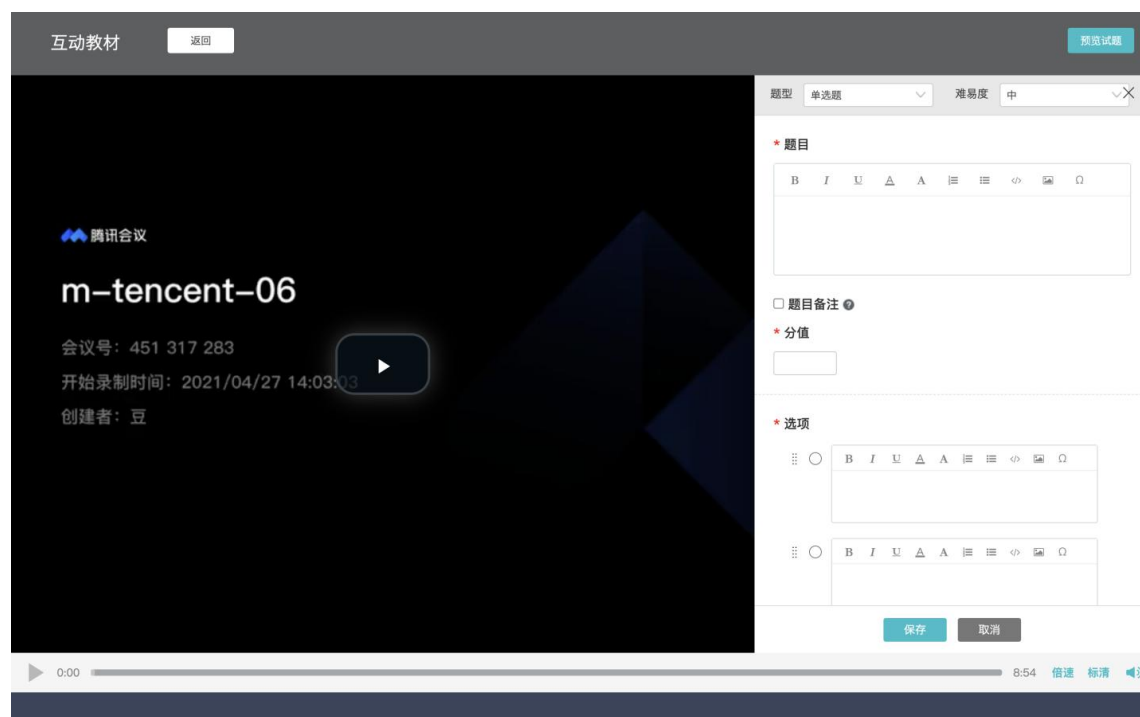 互动教材 返回 预览试题
题型 单选题 难易度 中
* 题目
B I U A A Ω
题目备注
* 分值
* 选项
B I U A A Ω
B I U A A Ω
保存 取消
腾讯会议
m-tencent-06
会议号：451 317 283
开始录制时间：2021/04/27 14:03:03
创建者：豆
0:00 8:54 倍速 标清